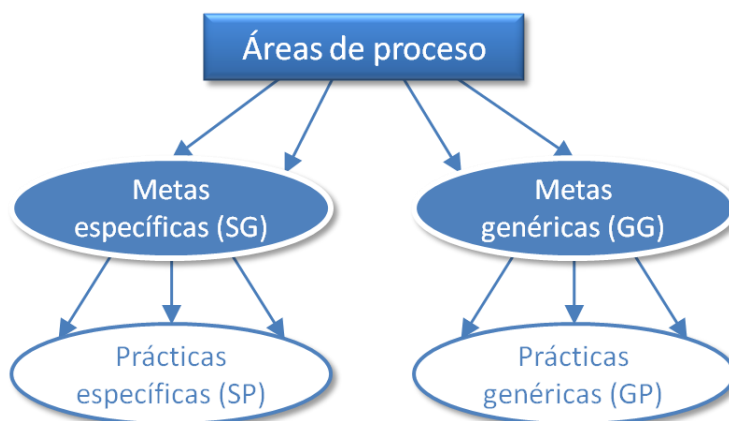 Áreas de proceso
Metas
específicas (SG)
Metas
genéricas (GG)
Prácticas
específicas (SP)
Prácticas
genéricas (GP)